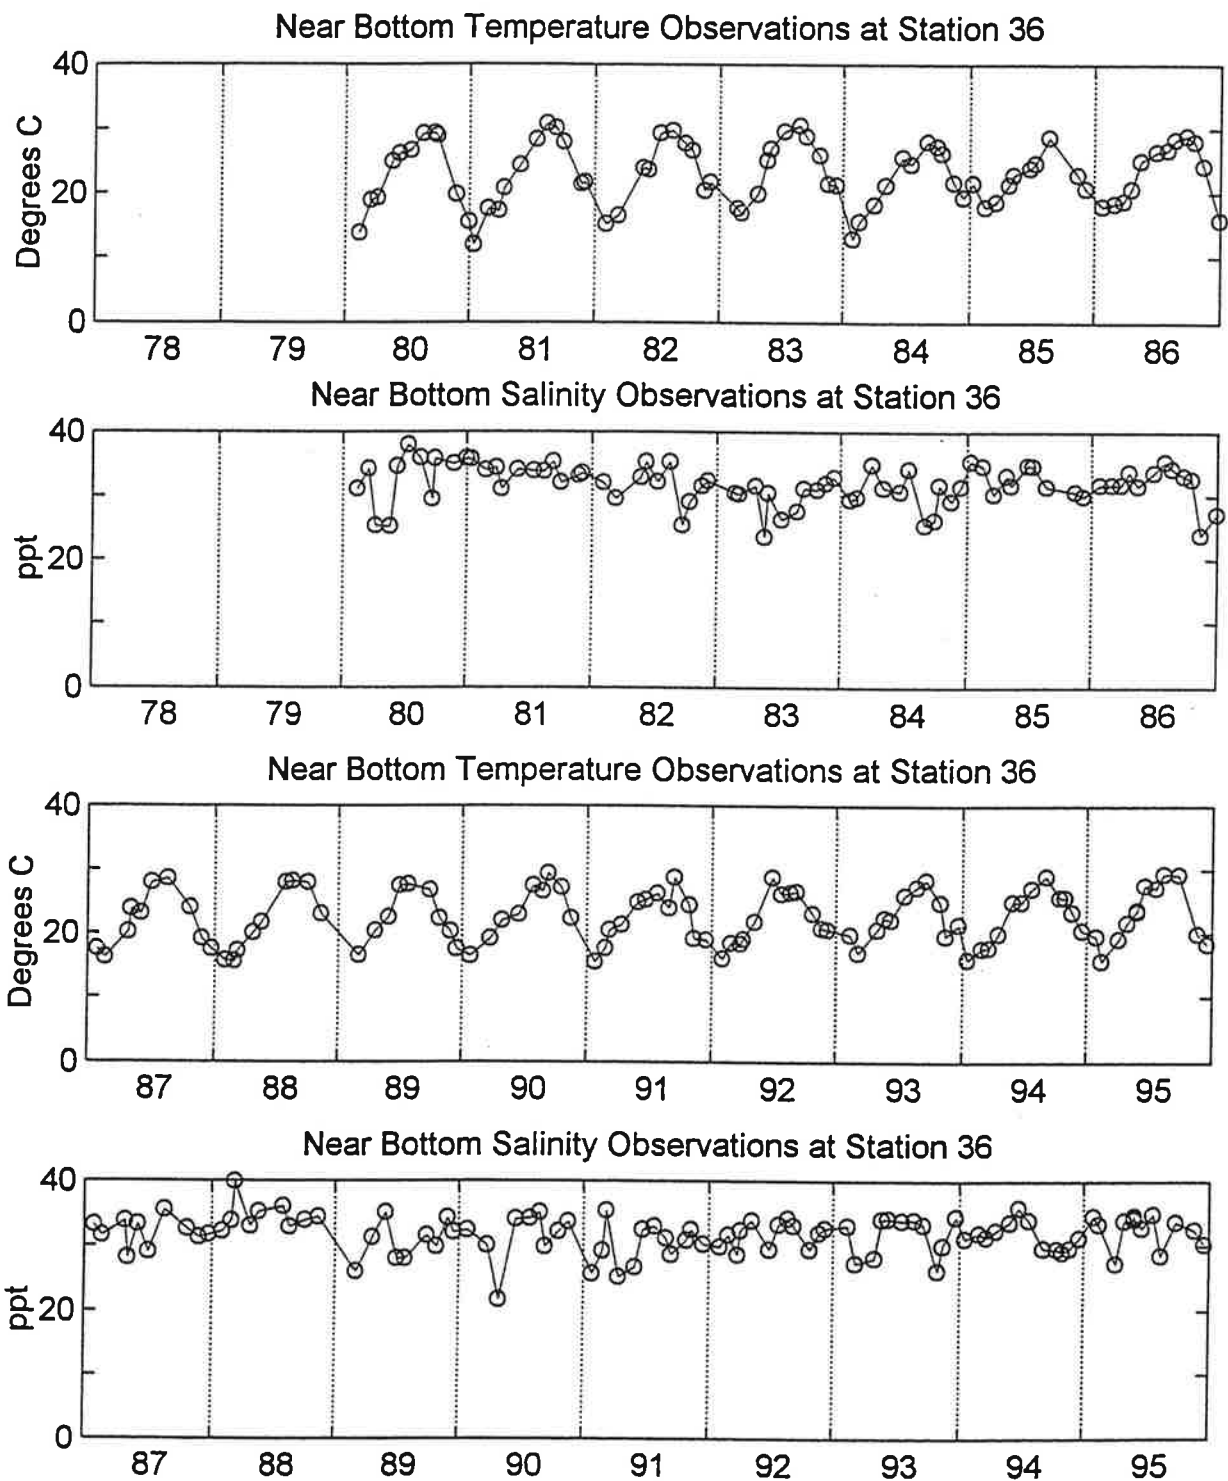 Near Bottom Temperature Observations at Station 36
40
20
0
Degrees C
78 79 80 81 82 83 84 85 86
Near Bottom Salinity Observations at Station 36
40
20
0
ppt
78 79 80 81 82 83 84 85 86
Near Bottom Temperature Observations at Station 36
40
20
0
Degrees C
87 88 89 90 91 92 93 94 95
Near Bottom Salinity Observations at Station 36
40
20
0
ppt
87 88 89 90 91 92 93 94 95